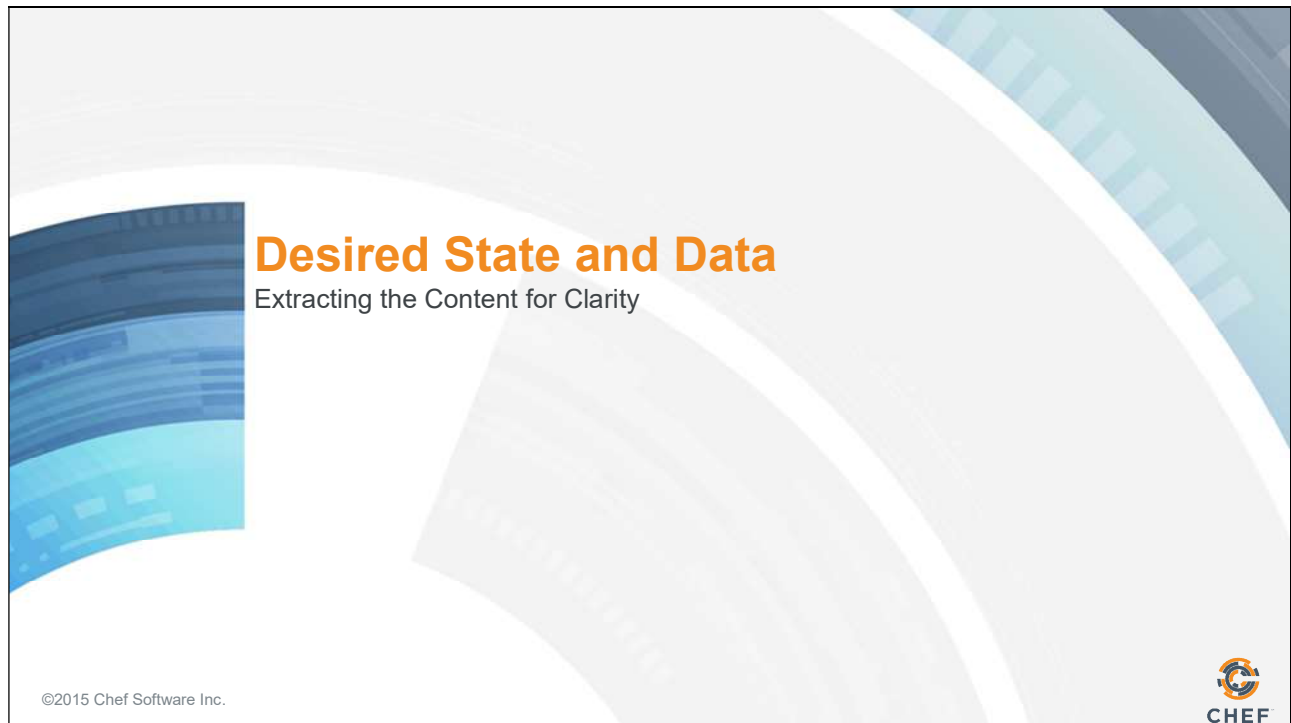 Desired State and Data
Extracting the Content for Clarity
©2015 Chef Software Inc.
CHEF